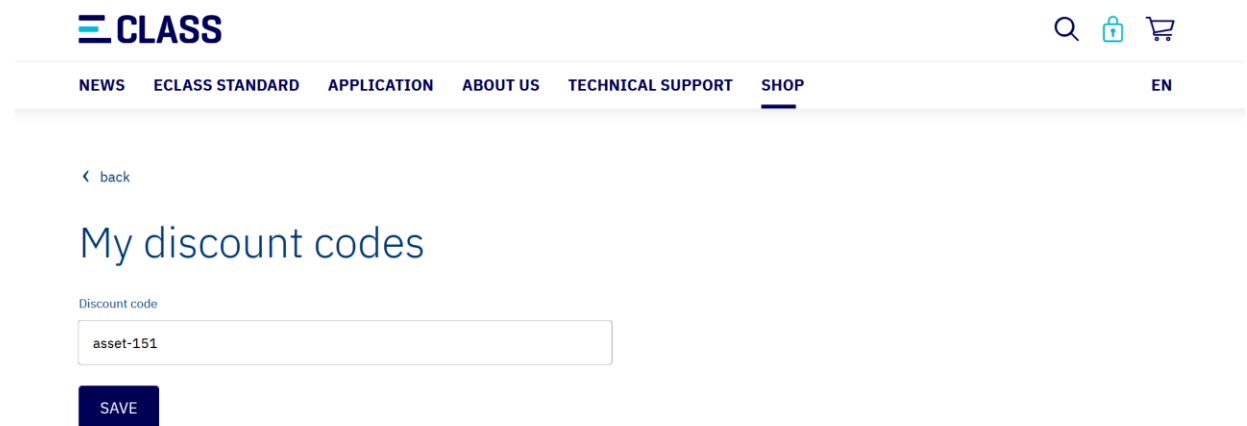 ECLASS
NEWS ECLASS STANDARD APPLICATION ABOUT US TECHNICAL SUPPORT SHOP EN
back
My discount codes
Discount code
asset-151
SAVE